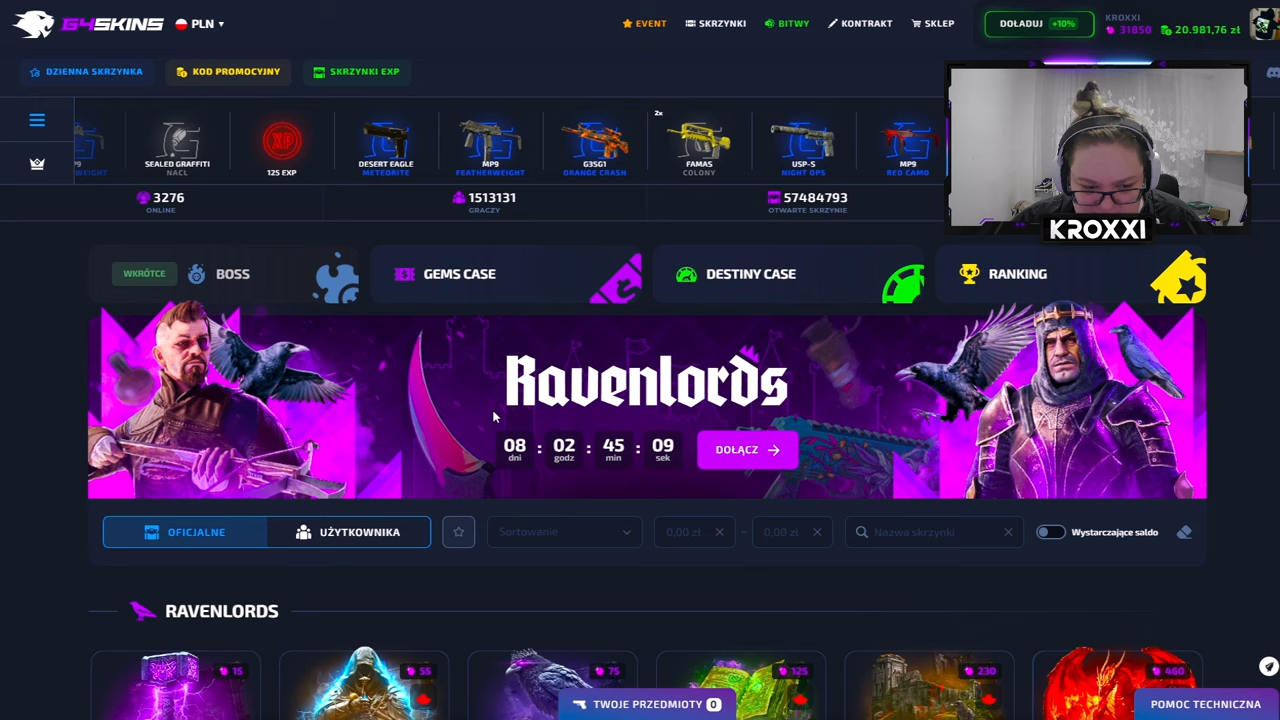 G4SKINS
PLN
EVENT
SKRZYNKI
BITWY
KONTRAKT
SKLEP
DOŁADUJ +10%
KROXXI
31850
20.981,76 zł
DZIENNA SKRZYNKA
KOD PROMOCYJNY
SKRZYNKI EXP
SEALED GRAFFITI
NACL
XP
125 EXP
DESERT EAGLE
METEORITE
MP9
FEATHERWEIGHT
G3SG1
ORANGE CRASH
2x
FAMAS
COLONY
USP-S
NIGHT OPS
MP9
RED CAMO
3276
ONLINE
1513131
GRACZY
57484793
OTWARTE SKRZYNIE
KROXXI
WKRÓTCE
BOSS
GEMS CASE
DESTINY CASE
RANKING
Ravenlords
08 : 02 : 45 : 09
dni godz min sek
DOŁĄCZ →
OFICJALNE
UŻYTKOWNIKA
Sortowanie
0,00 zł
–
0,00 zł
Nazwa skrzynki
Wystarczające saldo
RAVENLORDS
15
55
75
125
230
460
TWOJE PRZEDMIOTY 0
POMOC TECHNICZNA